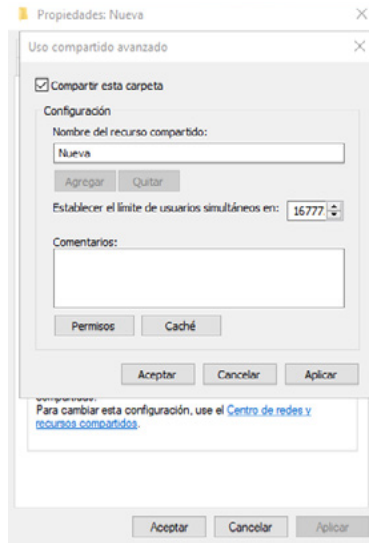 Propiedades: Nueva
Uso compartido avanzado
Compartir esta carpeta
Configuración
Nombre del recurso compartido:
Nueva
Agregar Quitar
Establecer el límite de usuarios simultáneos en: 16777
Comentarios:
Permisos Caché
Aceptar Cancelar Aplicar
compartidos.
Para cambiar esta configuración, use el Centro de redes y
recursos compartidos.
Aceptar Cancelar Aplicar